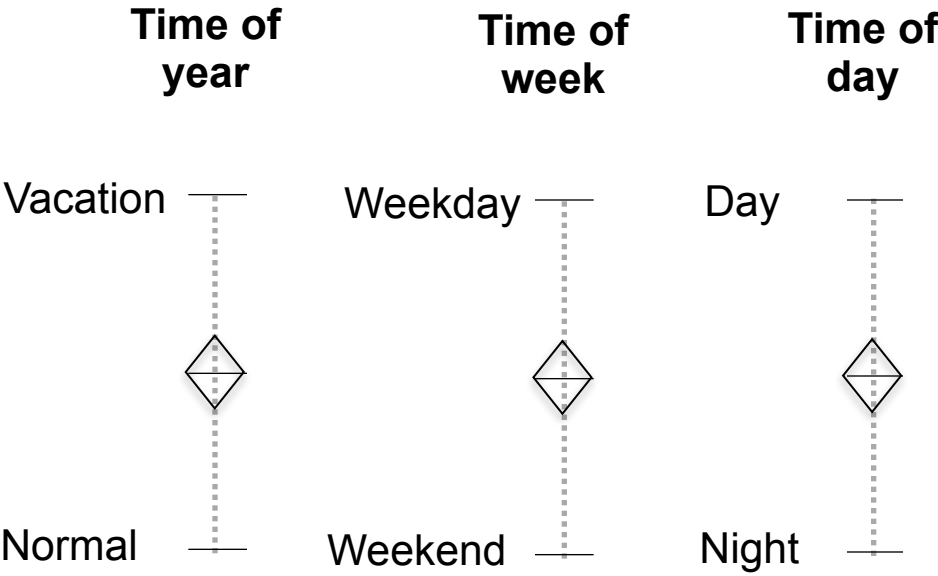 Time of
year
Time of
week
Time of
day
Vacation
Weekday
Day
Normal
Weekend
Night